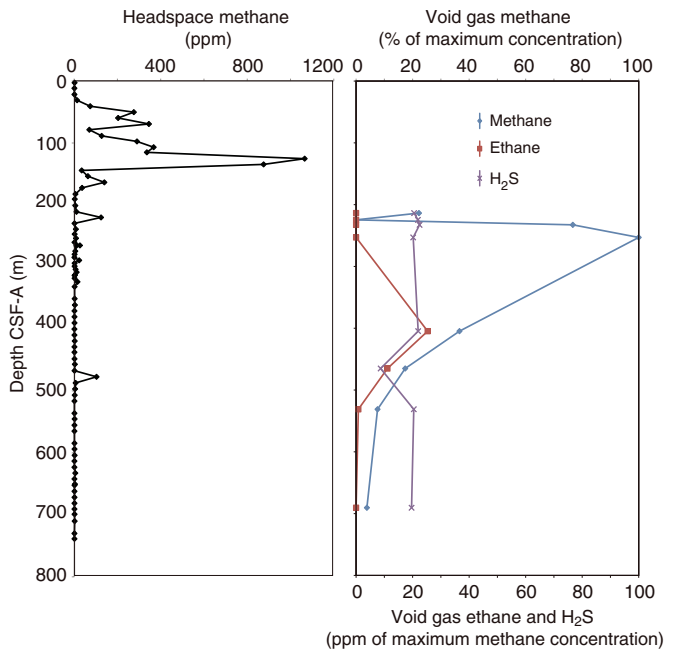 Headspace methane
(ppm)
0 400 800 1200
Void gas methane
(% of maximum concentration)
0 20 40 60 80 100
Depth CSF-A (m)
0
100
200
300
400
500
600
700
800
Methane
Ethane
H2S
0 20 40 60 80 100
Void gas ethane and H2S
(ppm of maximum methane concentration)